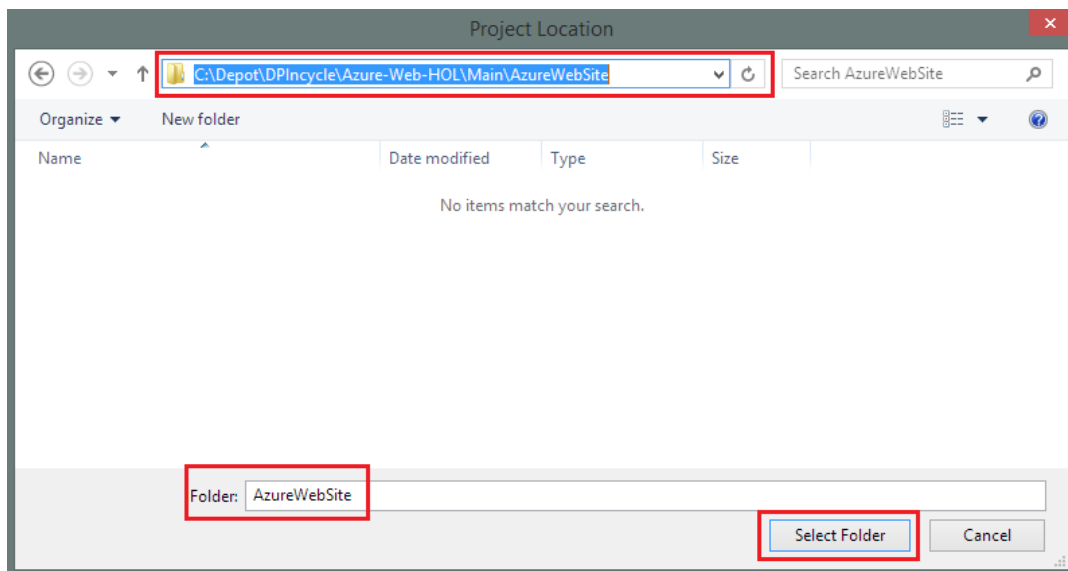 Project Location
C:\Depot\DPIncycle\Azure-Web-HOL\Main\AzureWebSite Search AzureWebSite
Organize New folder
Name Date modified Type Size
No items match your search.
Folder: AzureWebSite
Select Folder Cancel